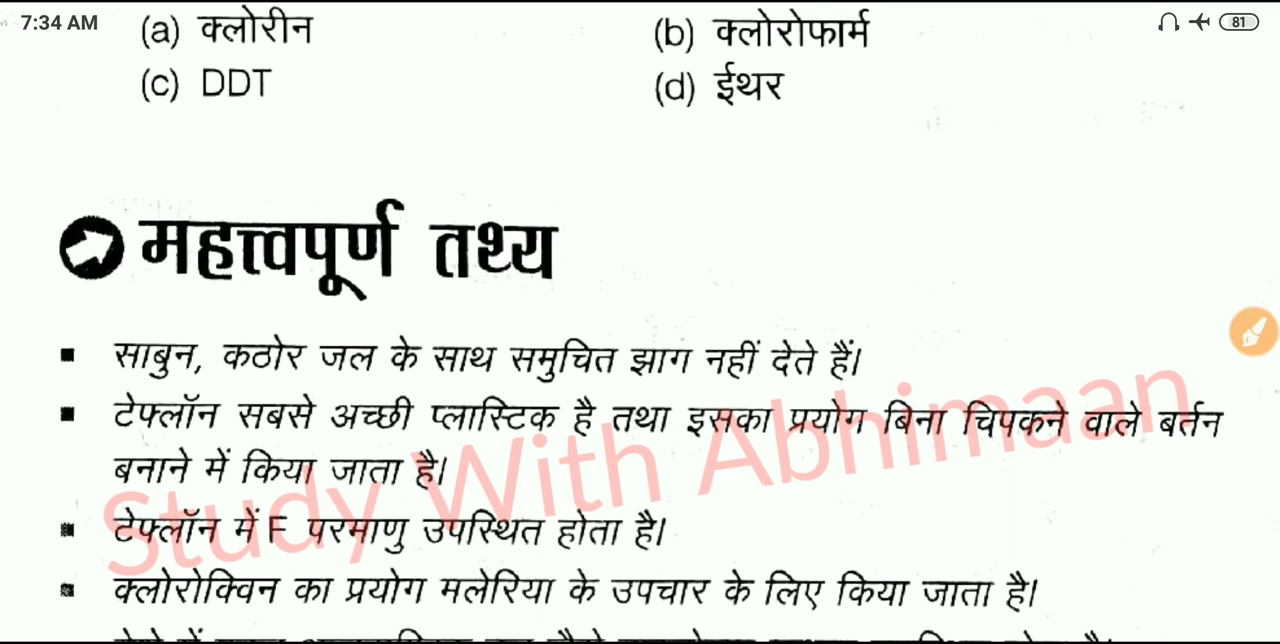 7:34 AM
81
(a) क्लोरीन
(b) क्लोरोफार्म
(c) DDT
(d) ईथर
महत्त्वपूर्ण तथ्य
साबुन, कठोर जल के साथ समुचित झाग नहीं देते हैं।
टेफ्लॉन सबसे अच्छी प्लास्टिक है तथा इसका प्रयोग बिना चिपकने वाले बर्तन
बनाने में किया जाता है।
टेफ्लॉन में F परमाणु उपस्थित होता है।
क्लोरोक्विन का प्रयोग मलेरिया के उपचार के लिए किया जाता है।
Study With Abhimaan